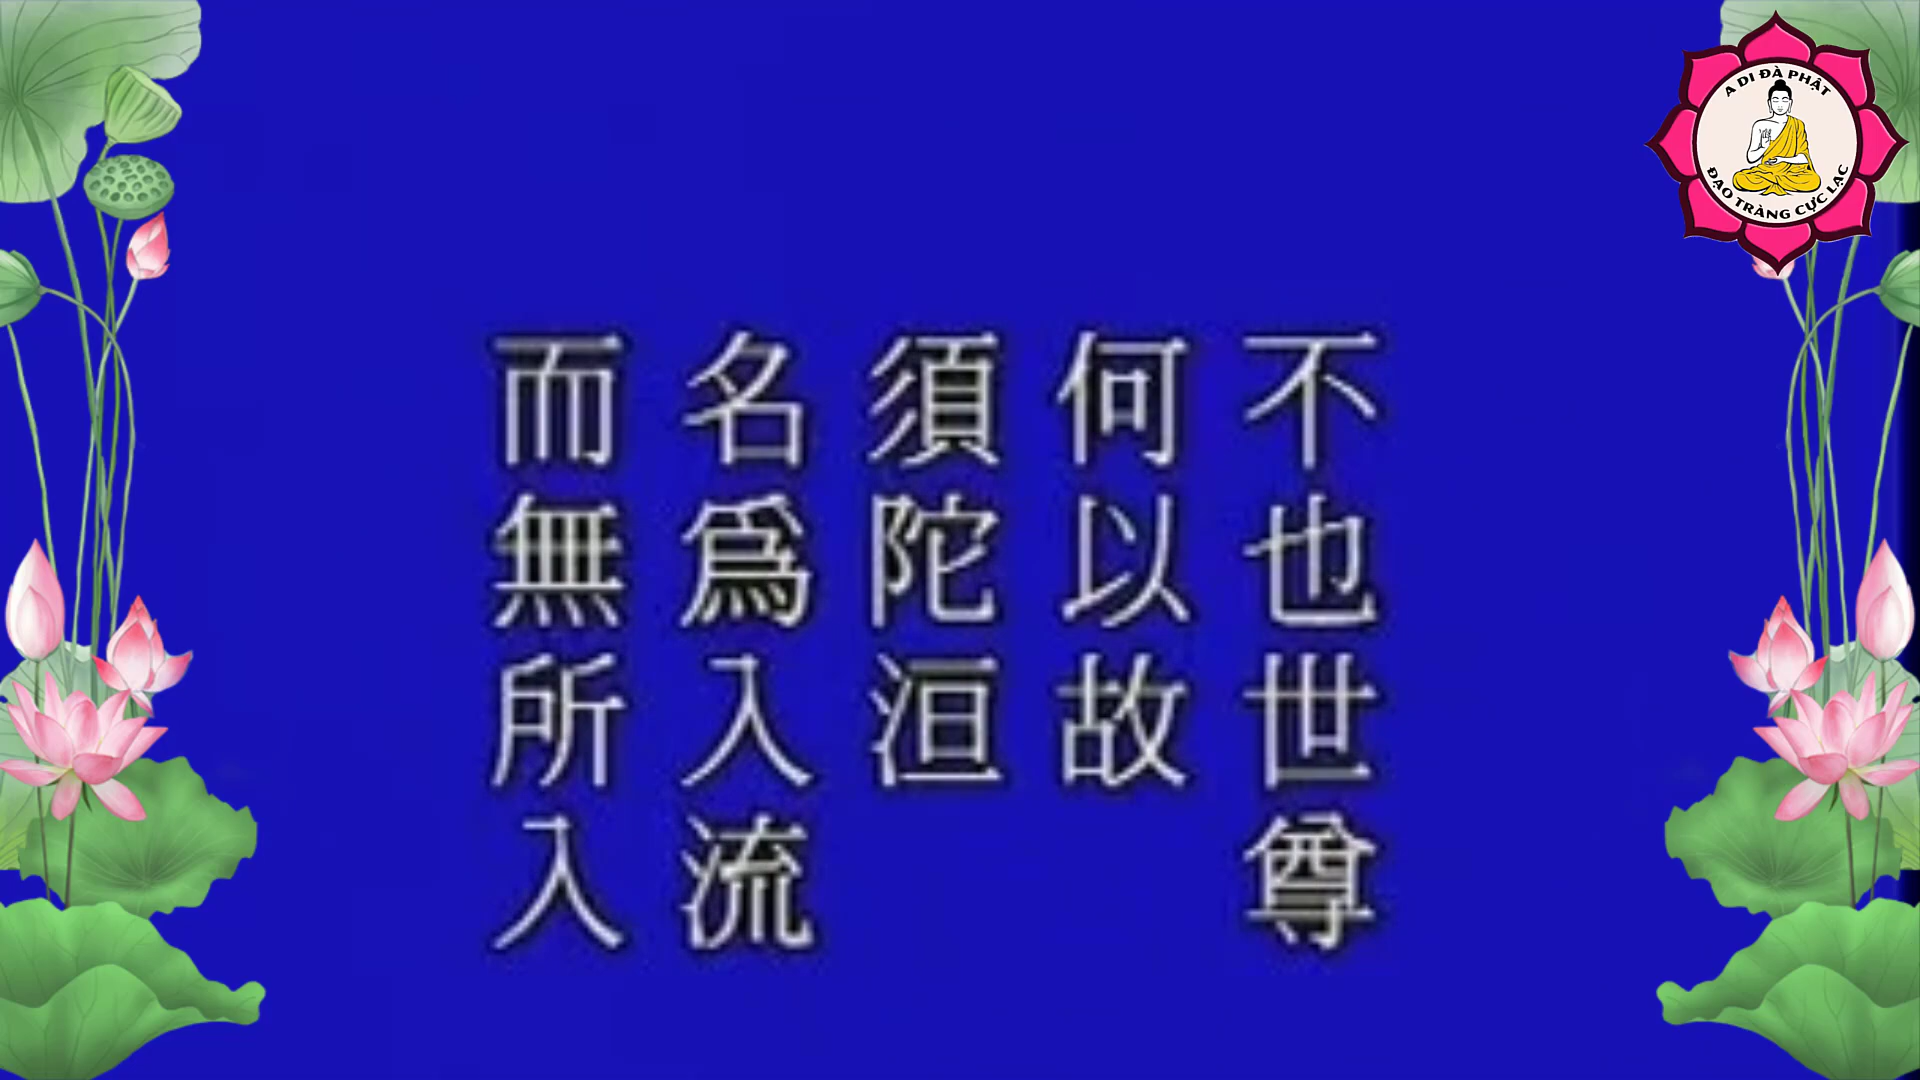 不也世尊
何以故
須陀洹
名爲入流
而無所入
A DI ĐÀ PHẬT
ĐẠO TRÀNG CỰC LẠC